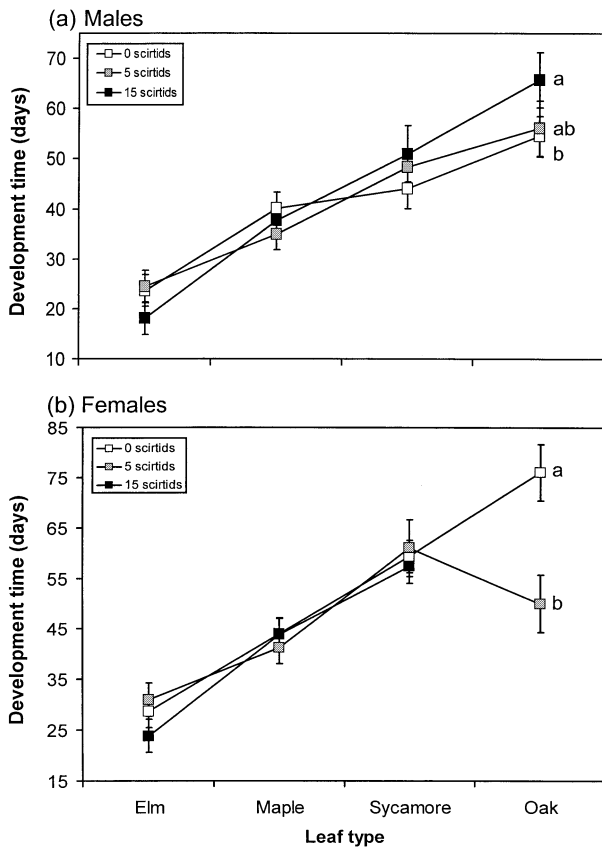 (a) Males
0 scirtids
5 scirtids
15 scirtids
Development time (days)
70
60
50
40
30
20
10
a
ab
b
(b) Females
0 scirtids
5 scirtids
15 scirtids
Development time (days)
85
75
65
55
45
35
25
15
a
b
Elm Maple Sycamore Oak
Leaf type